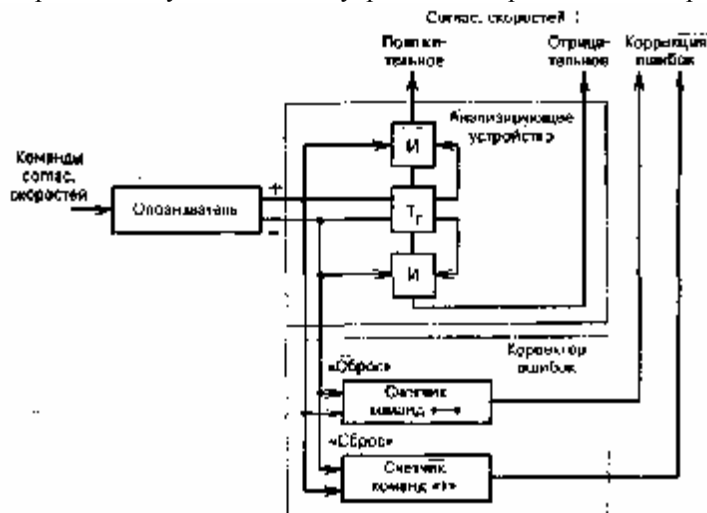 Соглас. скоростей :
Положи-
тельное
Отрица-
тельное
Коррекция
ошибок
Анализирующее
устройство
И
Команды
соглас.
скоростей
+
Опознаватель
Тг
И
Корректор
ошибок
«Сброс»
Счетчик
команд «—»
«Сброс»
Счетчик
команд «+»